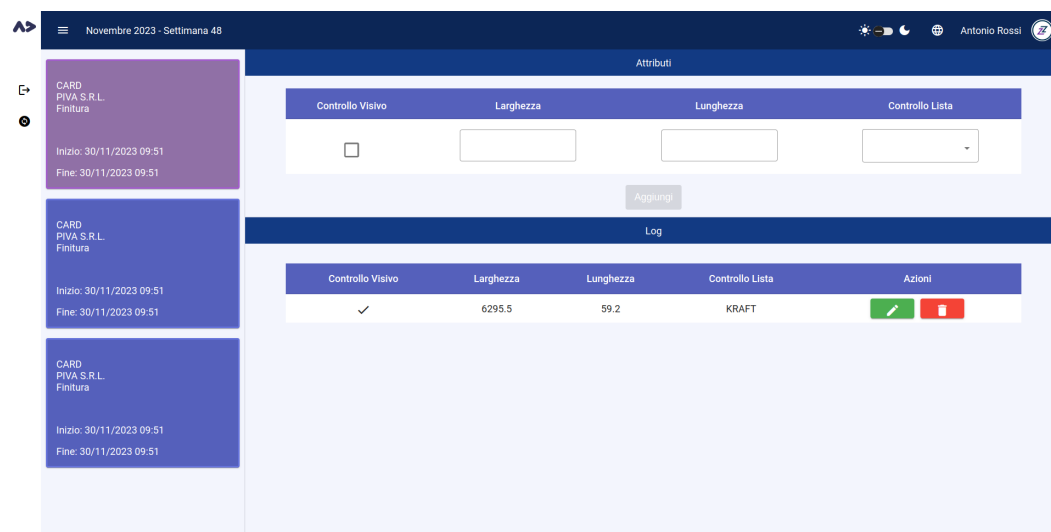 Novembre 2023 - Settimana 48
Antonio Rossi
CARD
PIVA S.R.L.
Finitura
Inizio: 30/11/2023 09:51
Fine: 30/11/2023 09:51
CARD
PIVA S.R.L.
Finitura
Inizio: 30/11/2023 09:51
Fine: 30/11/2023 09:51
CARD
PIVA S.R.L.
Finitura
Inizio: 30/11/2023 09:51
Fine: 30/11/2023 09:51
Attributi
Controllo Visivo Larghezza Lunghezza Controllo Lista
Aggiungi
Log
Controllo Visivo Larghezza Lunghezza Controllo Lista Azioni
6295.5 59.2 KRAFT